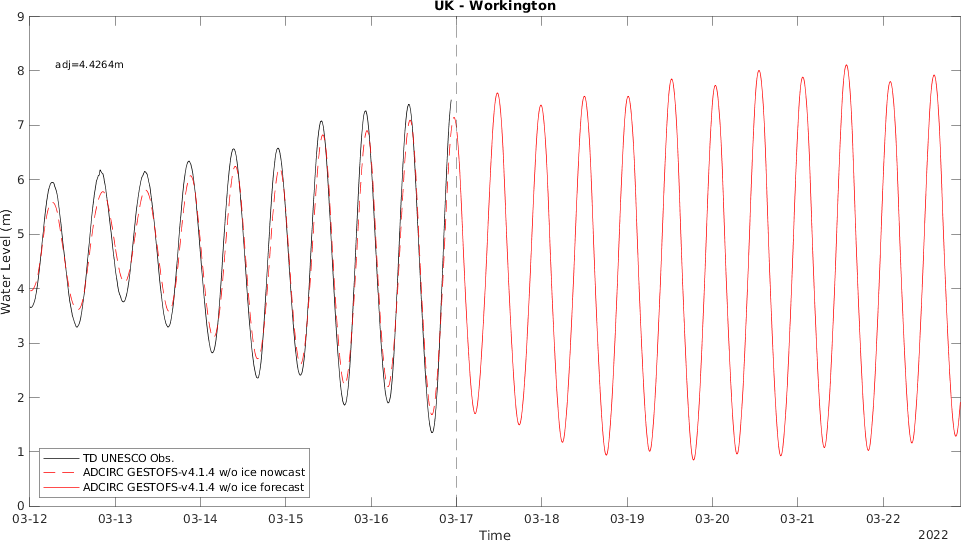 UK - Workington
9
8
7
6
5
4
3
2
1
0
Water Level (m)
adj=4.4264m
TD UNESCO Obs.
ADCIRC GESTOFS-v4.1.4 w/o ice nowcast
ADCIRC GESTOFS-v4.1.4 w/o ice forecast
03-12 03-13 03-14 03-15 03-16 03-17 03-18 03-19 03-20 03-21 03-22
Time
2022